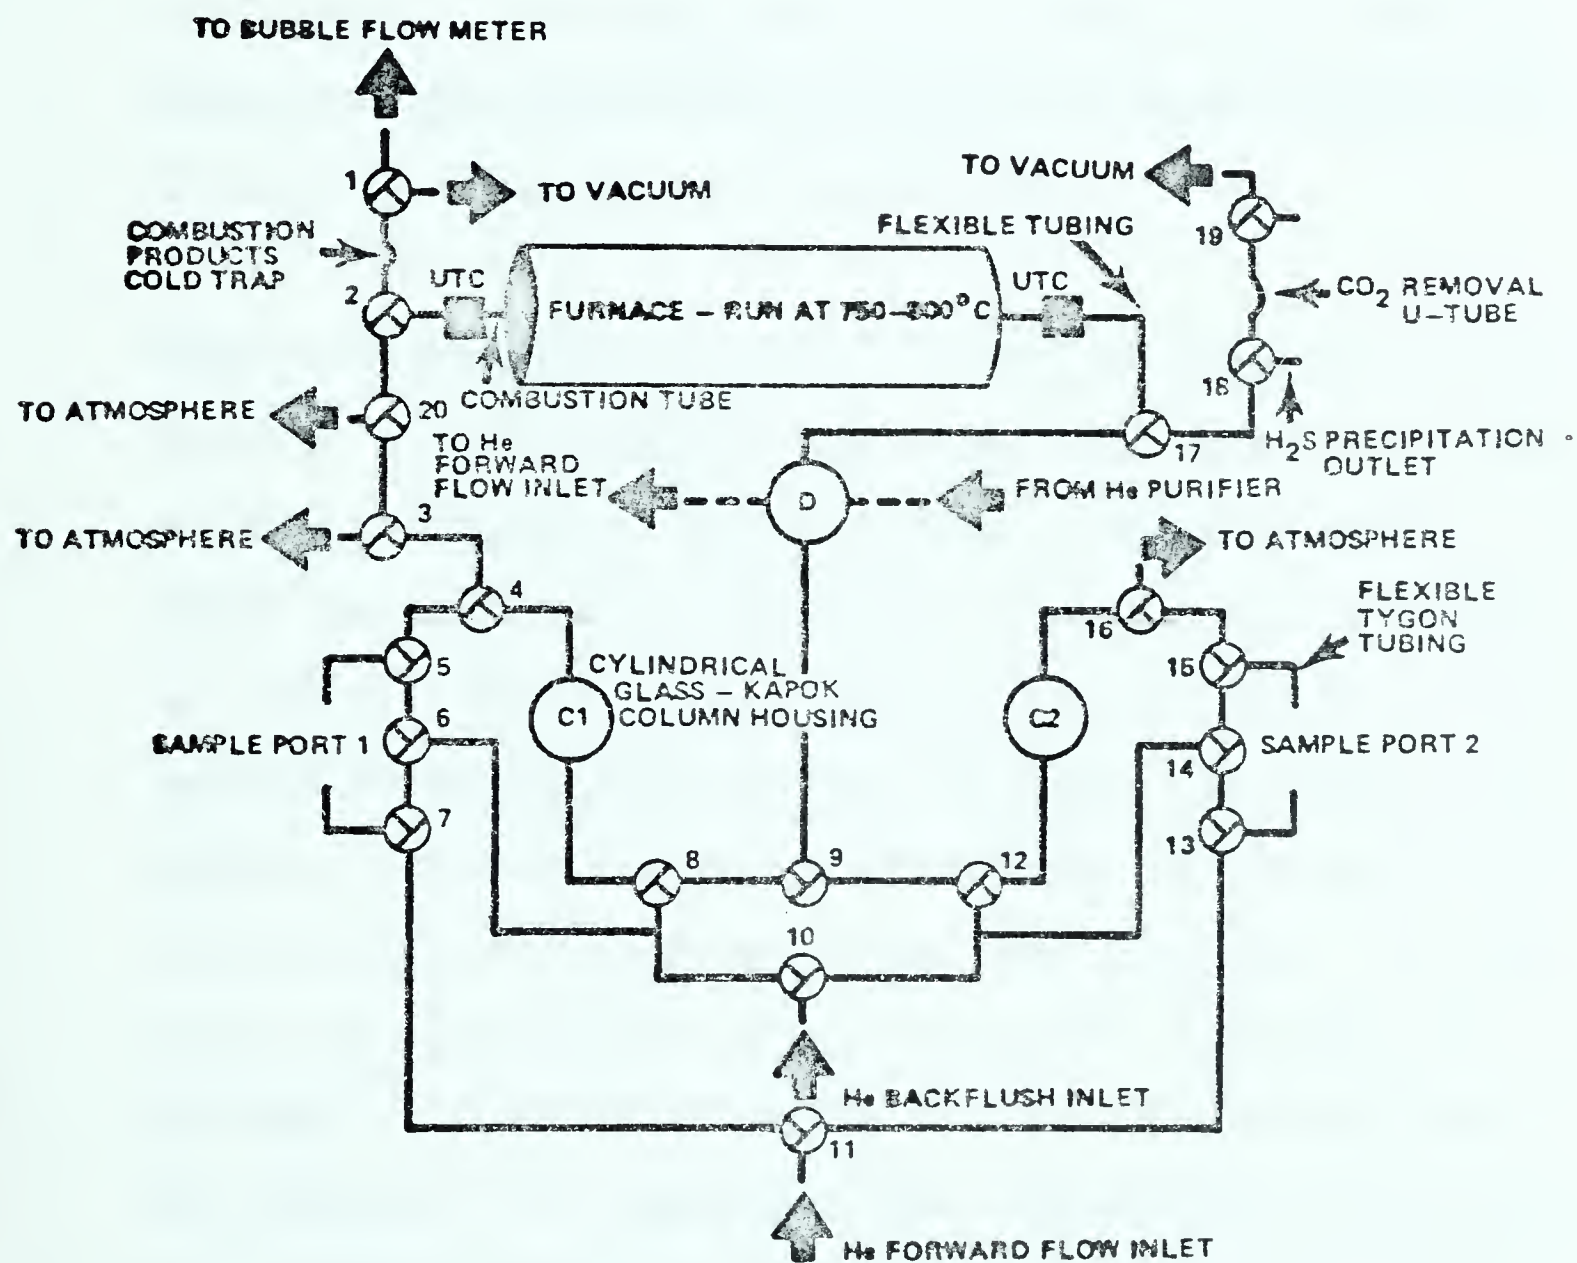 TO BUBBLE FLOW METER
1
TO VACUUM
TO VACUUM
COMBUSTION
PRODUCTS
COLD TRAP
FLEXIBLE TUBING
19
UTC
UTC
2
FURNACE – RUN AT 750–800°C
CO2 REMOVAL
U–TUBE
18
COMBUSTION TUBE
TO ATMOSPHERE
20
TO He
FORWARD
FLOW INLET
17
H2S PRECIPITATION
OUTLET
D
FROM He PURIFIER
3
TO ATMOSPHERE
TO ATMOSPHERE
4
16
FLEXIBLE
TYGON
TUBING
5
15
CYLINDRICAL
GLASS – KAPOK
COLUMN HOUSING
C1
C2
6
SAMPLE PORT 1
14
SAMPLE PORT 2
7
13
8
9
12
10
He BACKFLUSH INLET
11
He FORWARD FLOW INLET